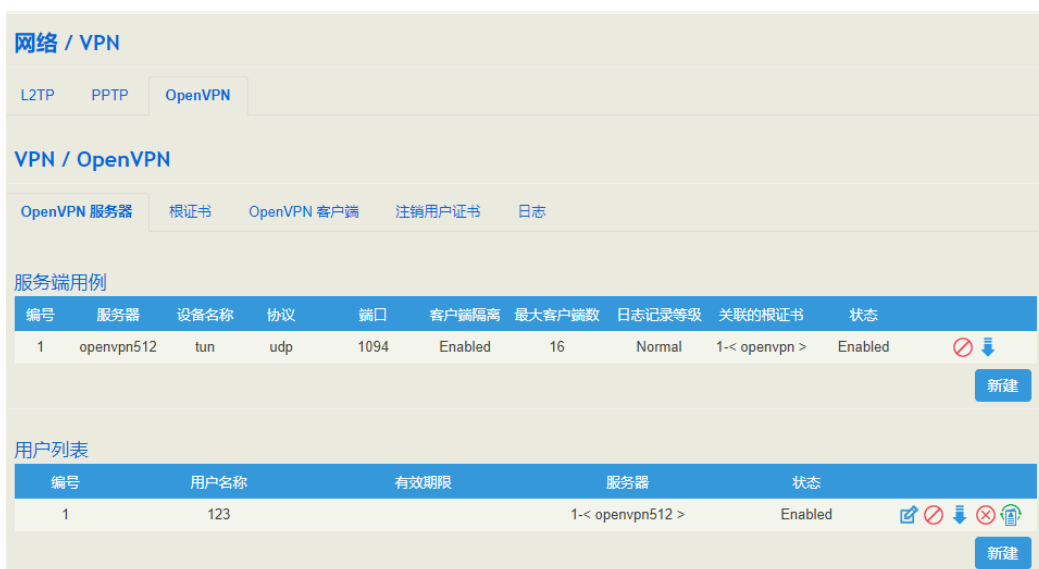 网络 / VPN
L2TP PPTP OpenVPN
VPN / OpenVPN
OpenVPN 服务器 根证书 OpenVPN 客户端 注销用户证书 日志
服务端用例
编号 服务器 设备名称 协议 端口 客户端隔离 最大客户端数 日志记录等级 关联的根证书 状态
1 openvpn512 tun udp 1094 Enabled 16 Normal 1-< openvpn > Enabled
新建
用户列表
编号 用户名称 有效期限 服务器 状态
1 123 1-< openvpn512 > Enabled
新建